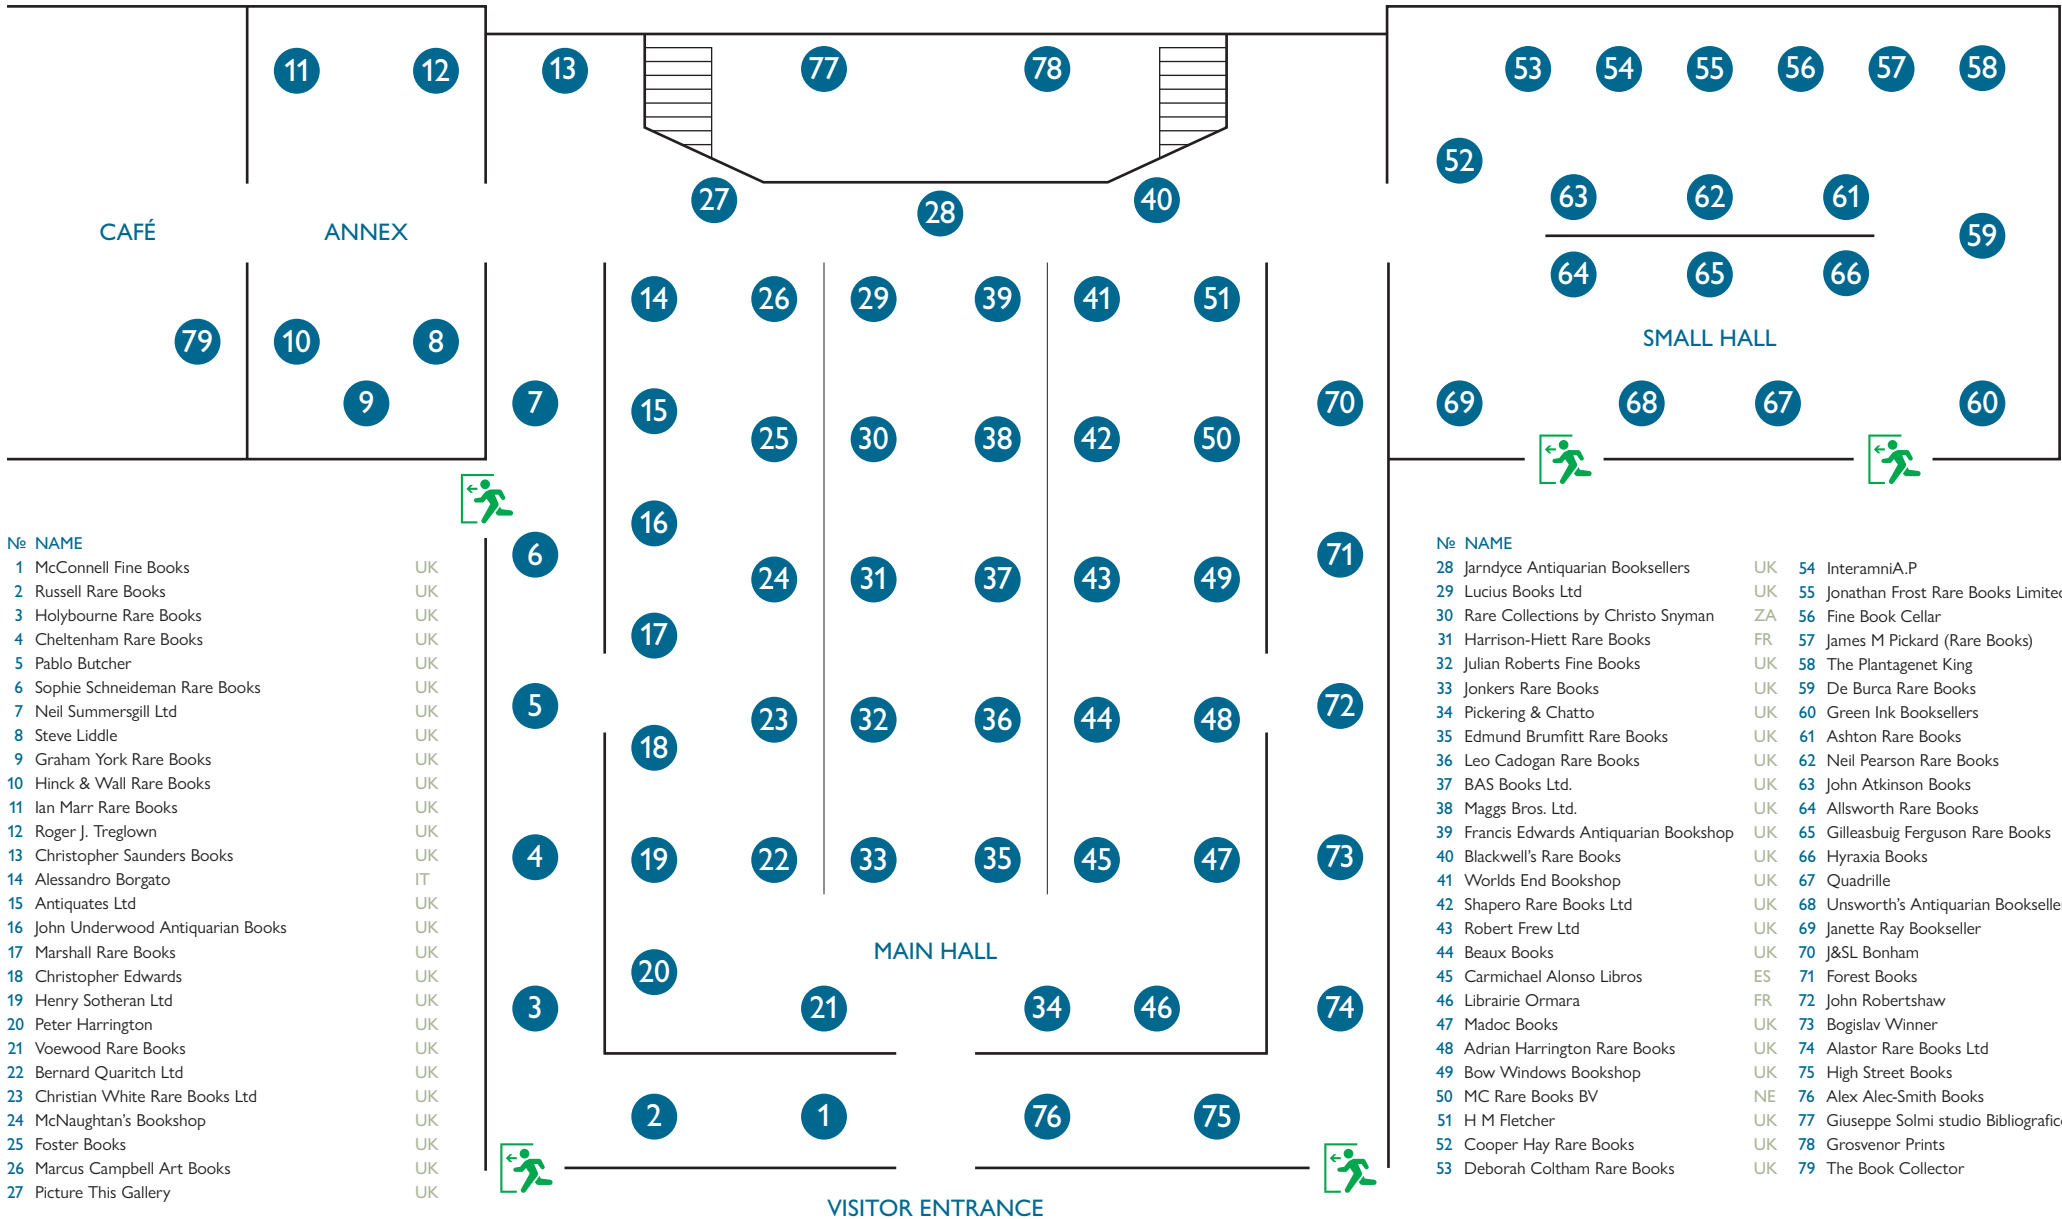 11
12
13
77
78
53
54
55
56
57
58
52
27
28
40
63
62
61
59
CAFÉ
ANNEX
64
65
66
14
26
29
39
41
51
79
10
8
SMALL HALL
9
7
15
70
69
68
67
60
25
30
38
42
50
16
6
71
24
31
37
43
49
17
5
72
23
32
36
44
48
18
4
19
22
33
35
45
47
73
MAIN HALL
20
3
21
34
46
74
2
1
76
75
VISITOR ENTRANCE
№ NAME
1 McConnell Fine Books UK
2 Russell Rare Books UK
3 Holybourne Rare Books UK
4 Cheltenham Rare Books UK
5 Pablo Butcher UK
6 Sophie Schneideman Rare Books UK
7 Neil Summersgill Ltd UK
8 Steve Liddle UK
9 Graham York Rare Books UK
10 Hinck & Wall Rare Books UK
11 Ian Marr Rare Books UK
12 Roger J. Treglown UK
13 Christopher Saunders Books UK
14 Alessandro Borgato IT
15 Antiquates Ltd UK
16 John Underwood Antiquarian Books UK
17 Marshall Rare Books UK
18 Christopher Edwards UK
19 Henry Sotheran Ltd UK
20 Peter Harrington UK
21 Voewood Rare Books UK
22 Bernard Quaritch Ltd UK
23 Christian White Rare Books Ltd UK
24 McNaughtan's Bookshop UK
25 Foster Books UK
26 Marcus Campbell Art Books UK
27 Picture This Gallery UK
№ NAME
28 Jarndyce Antiquarian Booksellers UK
29 Lucius Books Ltd UK
30 Rare Collections by Christo Snyman ZA
31 Harrison-Hiett Rare Books FR
32 Julian Roberts Fine Books UK
33 Jonkers Rare Books UK
34 Pickering & Chatto UK
35 Edmund Brumfitt Rare Books UK
36 Leo Cadogan Rare Books UK
37 BAS Books Ltd. UK
38 Maggs Bros. Ltd. UK
39 Francis Edwards Antiquarian Bookshop UK
40 Blackwell's Rare Books UK
41 Worlds End Bookshop UK
42 Shapero Rare Books Ltd UK
43 Robert Frew Ltd UK
44 Beaux Books UK
45 Carmichael Alonso Libros ES
46 Librairie Ormara FR
47 Madoc Books UK
48 Adrian Harrington Rare Books UK
49 Bow Windows Bookshop UK
50 MC Rare Books BV NE
51 H M Fletcher UK
52 Cooper Hay Rare Books UK
53 Deborah Coltham Rare Books UK
54 InteramniA.P
55 Jonathan Frost Rare Books Limited
56 Fine Book Cellar
57 James M Pickard (Rare Books)
58 The Plantagenet King
59 De Burca Rare Books
60 Green Ink Booksellers
61 Ashton Rare Books
62 Neil Pearson Rare Books
63 John Atkinson Books
64 Allsworth Rare Books
65 Gilleasbuig Ferguson Rare Books
66 Hyraxia Books
67 Quadrille
68 Unsworth's Antiquarian Bookselle
69 Janette Ray Bookseller
70 J&SL Bonham
71 Forest Books
72 John Robertshaw
73 Bogislav Winner
74 Alastor Rare Books Ltd
75 High Street Books
76 Alex Alec-Smith Books
77 Giuseppe Solmi studio Bibliografico
78 Grosvenor Prints
79 The Book Collector